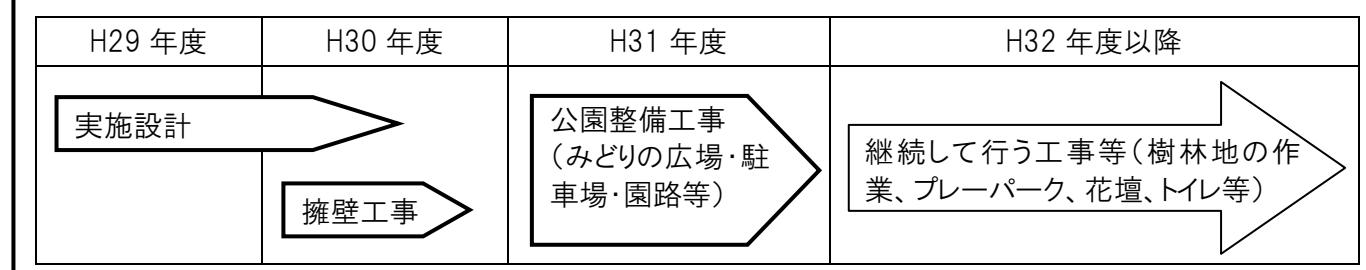 H29 年度
H30 年度
H31 年度
H32 年度以降
実施設計
擁壁工事
公園整備工事
（みどりの広場・駐
車場・園路等）
継続して行う工事等（樹林地の作
業、プレーパーク、花壇、トイレ等）